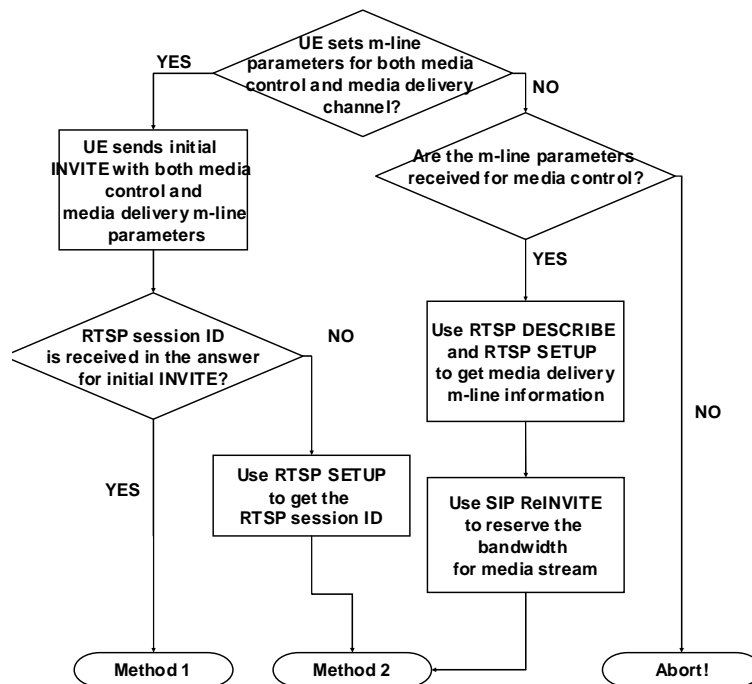 UE sets m-line
parameters for both media
control and media delivery
channel?
YES
NO
UE sends initial
INVITE with both media
control and
media delivery m-line
parameters
Are the m-line parameters
received for media control?
YES
NO
RTSP session ID
is received in the answer
for initial INVITE?
NO
YES
Use RTSP DESCRIBE
and RTSP SETUP
to get media delivery
m-line information
Use RTSP SETUP
to get the
RTSP session ID
Use SIP ReINVITE
to reserve the
bandwidth
for media stream
Method 1
Method 2
Abort!